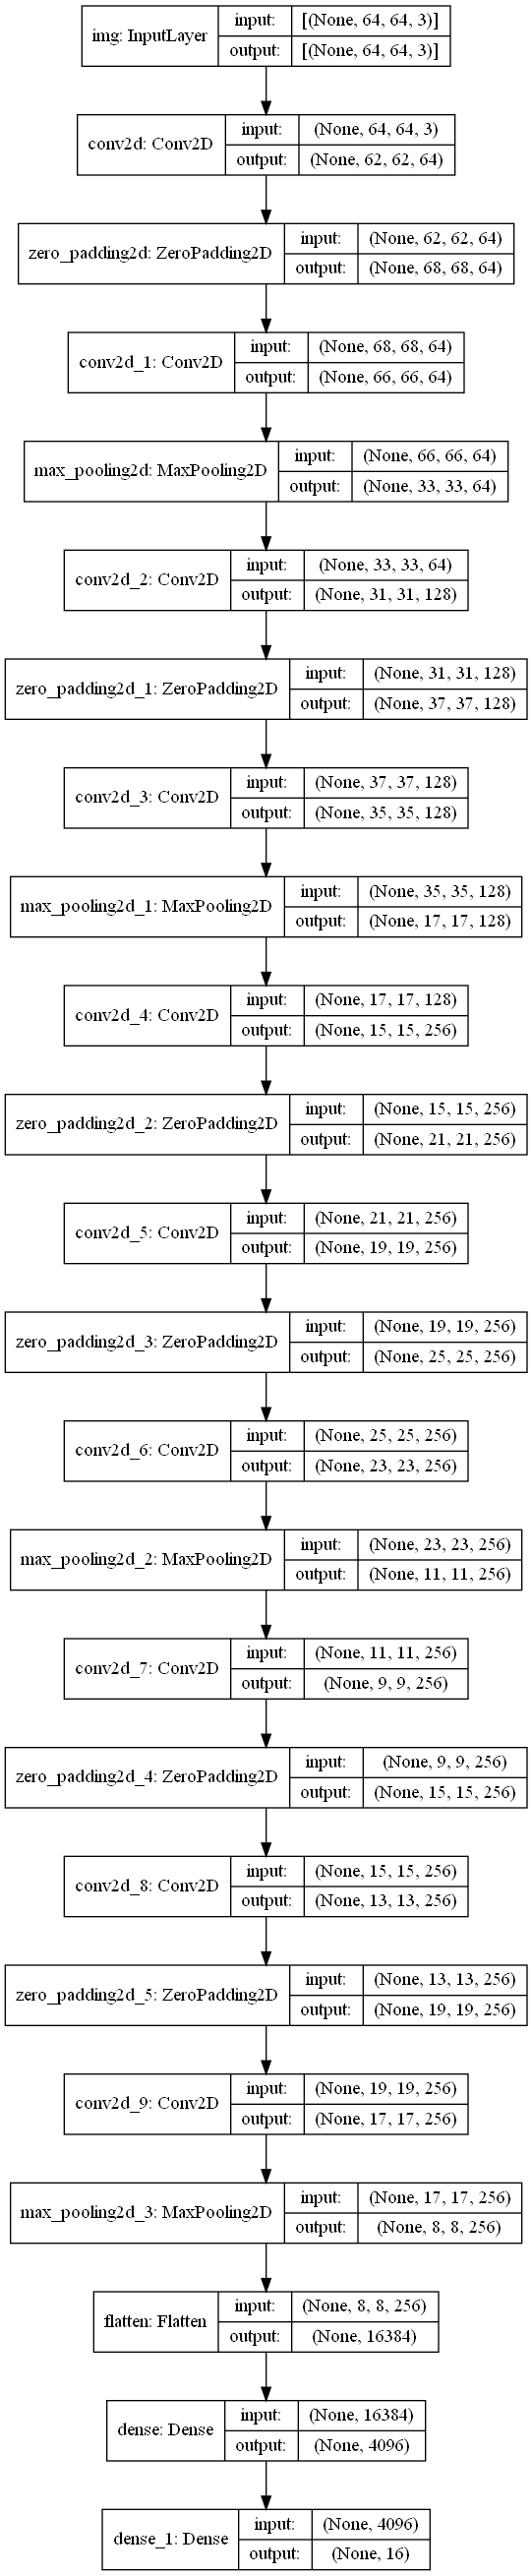 img: InputLayer input: [(None, 64, 64, 3)]
output: [(None, 64, 64, 3)]
conv2d: Conv2D input: (None, 64, 64, 3)
output: (None, 62, 62, 64)
zero_padding2d: ZeroPadding2D input: (None, 62, 62, 64)
output: (None, 68, 68, 64)
conv2d_1: Conv2D input: (None, 68, 68, 64)
output: (None, 66, 66, 64)
max_pooling2d: MaxPooling2D input: (None, 66, 66, 64)
output: (None, 33, 33, 64)
conv2d_2: Conv2D input: (None, 33, 33, 64)
output: (None, 31, 31, 128)
zero_padding2d_1: ZeroPadding2D input: (None, 31, 31, 128)
output: (None, 37, 37, 128)
conv2d_3: Conv2D input: (None, 37, 37, 128)
output: (None, 35, 35, 128)
max_pooling2d_1: MaxPooling2D input: (None, 35, 35, 128)
output: (None, 17, 17, 128)
conv2d_4: Conv2D input: (None, 17, 17, 128)
output: (None, 15, 15, 256)
zero_padding2d_2: ZeroPadding2D input: (None, 15, 15, 256)
output: (None, 21, 21, 256)
conv2d_5: Conv2D input: (None, 21, 21, 256)
output: (None, 19, 19, 256)
zero_padding2d_3: ZeroPadding2D input: (None, 19, 19, 256)
output: (None, 25, 25, 256)
conv2d_6: Conv2D input: (None, 25, 25, 256)
output: (None, 23, 23, 256)
max_pooling2d_2: MaxPooling2D input: (None, 23, 23, 256)
output: (None, 11, 11, 256)
conv2d_7: Conv2D input: (None, 11, 11, 256)
output: (None, 9, 9, 256)
zero_padding2d_4: ZeroPadding2D input: (None, 9, 9, 256)
output: (None, 15, 15, 256)
conv2d_8: Conv2D input: (None, 15, 15, 256)
output: (None, 13, 13, 256)
zero_padding2d_5: ZeroPadding2D input: (None, 13, 13, 256)
output: (None, 19, 19, 256)
conv2d_9: Conv2D input: (None, 19, 19, 256)
output: (None, 17, 17, 256)
max_pooling2d_3: MaxPooling2D input: (None, 17, 17, 256)
output: (None, 8, 8, 256)
flatten: Flatten input: (None, 8, 8, 256)
output: (None, 16384)
dense: Dense input: (None, 16384)
output: (None, 4096)
dense_1: Dense input: (None, 4096)
output: (None, 16)